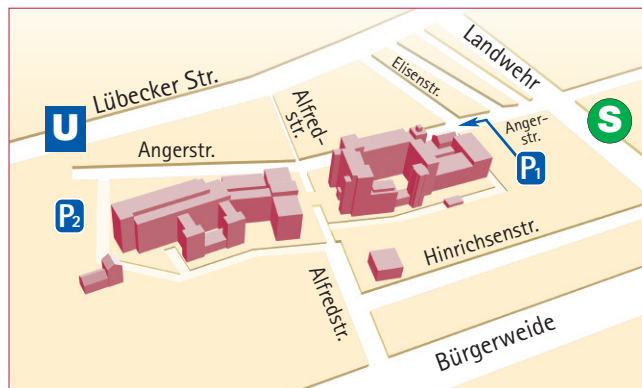 Landwehr
Lübecker Str.
Elisenstr.
U
Alfred-
str.
S
Anger-
str.
Angerstr.
P1
P2
Hinrichsenstr.
Alfredstr.
Bürgerweide